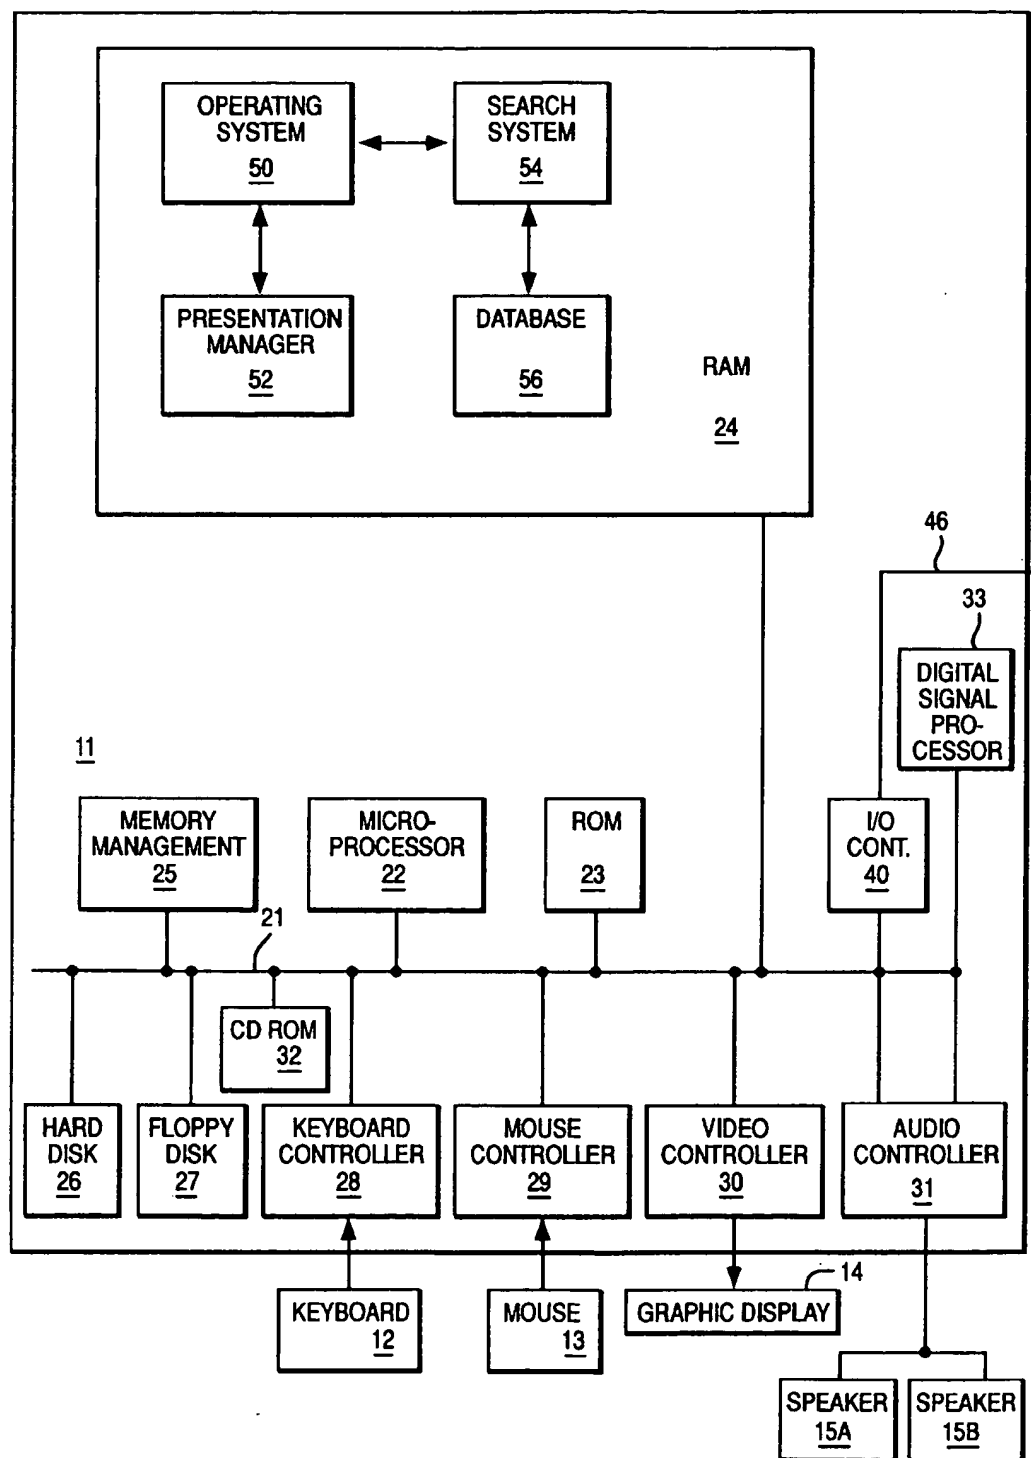 OPERATING
SYSTEM
50
SEARCH
SYSTEM
54
PRESENTATION
MANAGER
52
DATABASE
56
RAM
24
46
33
DIGITAL
SIGNAL
PRO-
CESSOR
11
MEMORY
MANAGEMENT
25
MICRO-
PROCESSOR
22
ROM
23
I/O
CONT.
40
21
CD ROM
32
HARD
DISK
26
FLOPPY
DISK
27
KEYBOARD
CONTROLLER
28
MOUSE
CONTROLLER
29
VIDEO
CONTROLLER
30
AUDIO
CONTROLLER
31
KEYBOARD
12
MOUSE
13
14
GRAPHIC DISPLAY
SPEAKER
15A
SPEAKER
15B